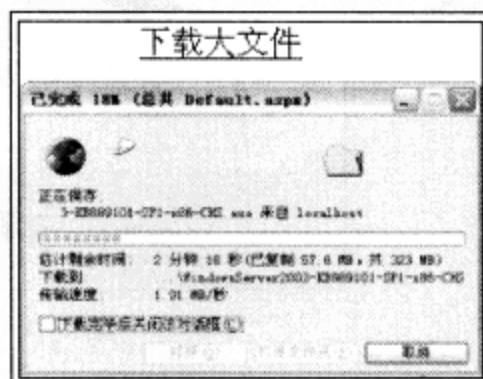 下载大文件
已完成 18% (总共 Default.aspx)
正在保存:
3-KB889101-SP1-x86-CHS.exe 来自 localhost
估计剩余时间: 2 分钟 18 秒(已复制 57.6 MB,共 323 MB)
下载到: ...\WindowsServer2003-KB889101-SP1-x86-CHS
传输速度: 1.91 MB/秒
下载完毕后关闭该对话框(C)
取消